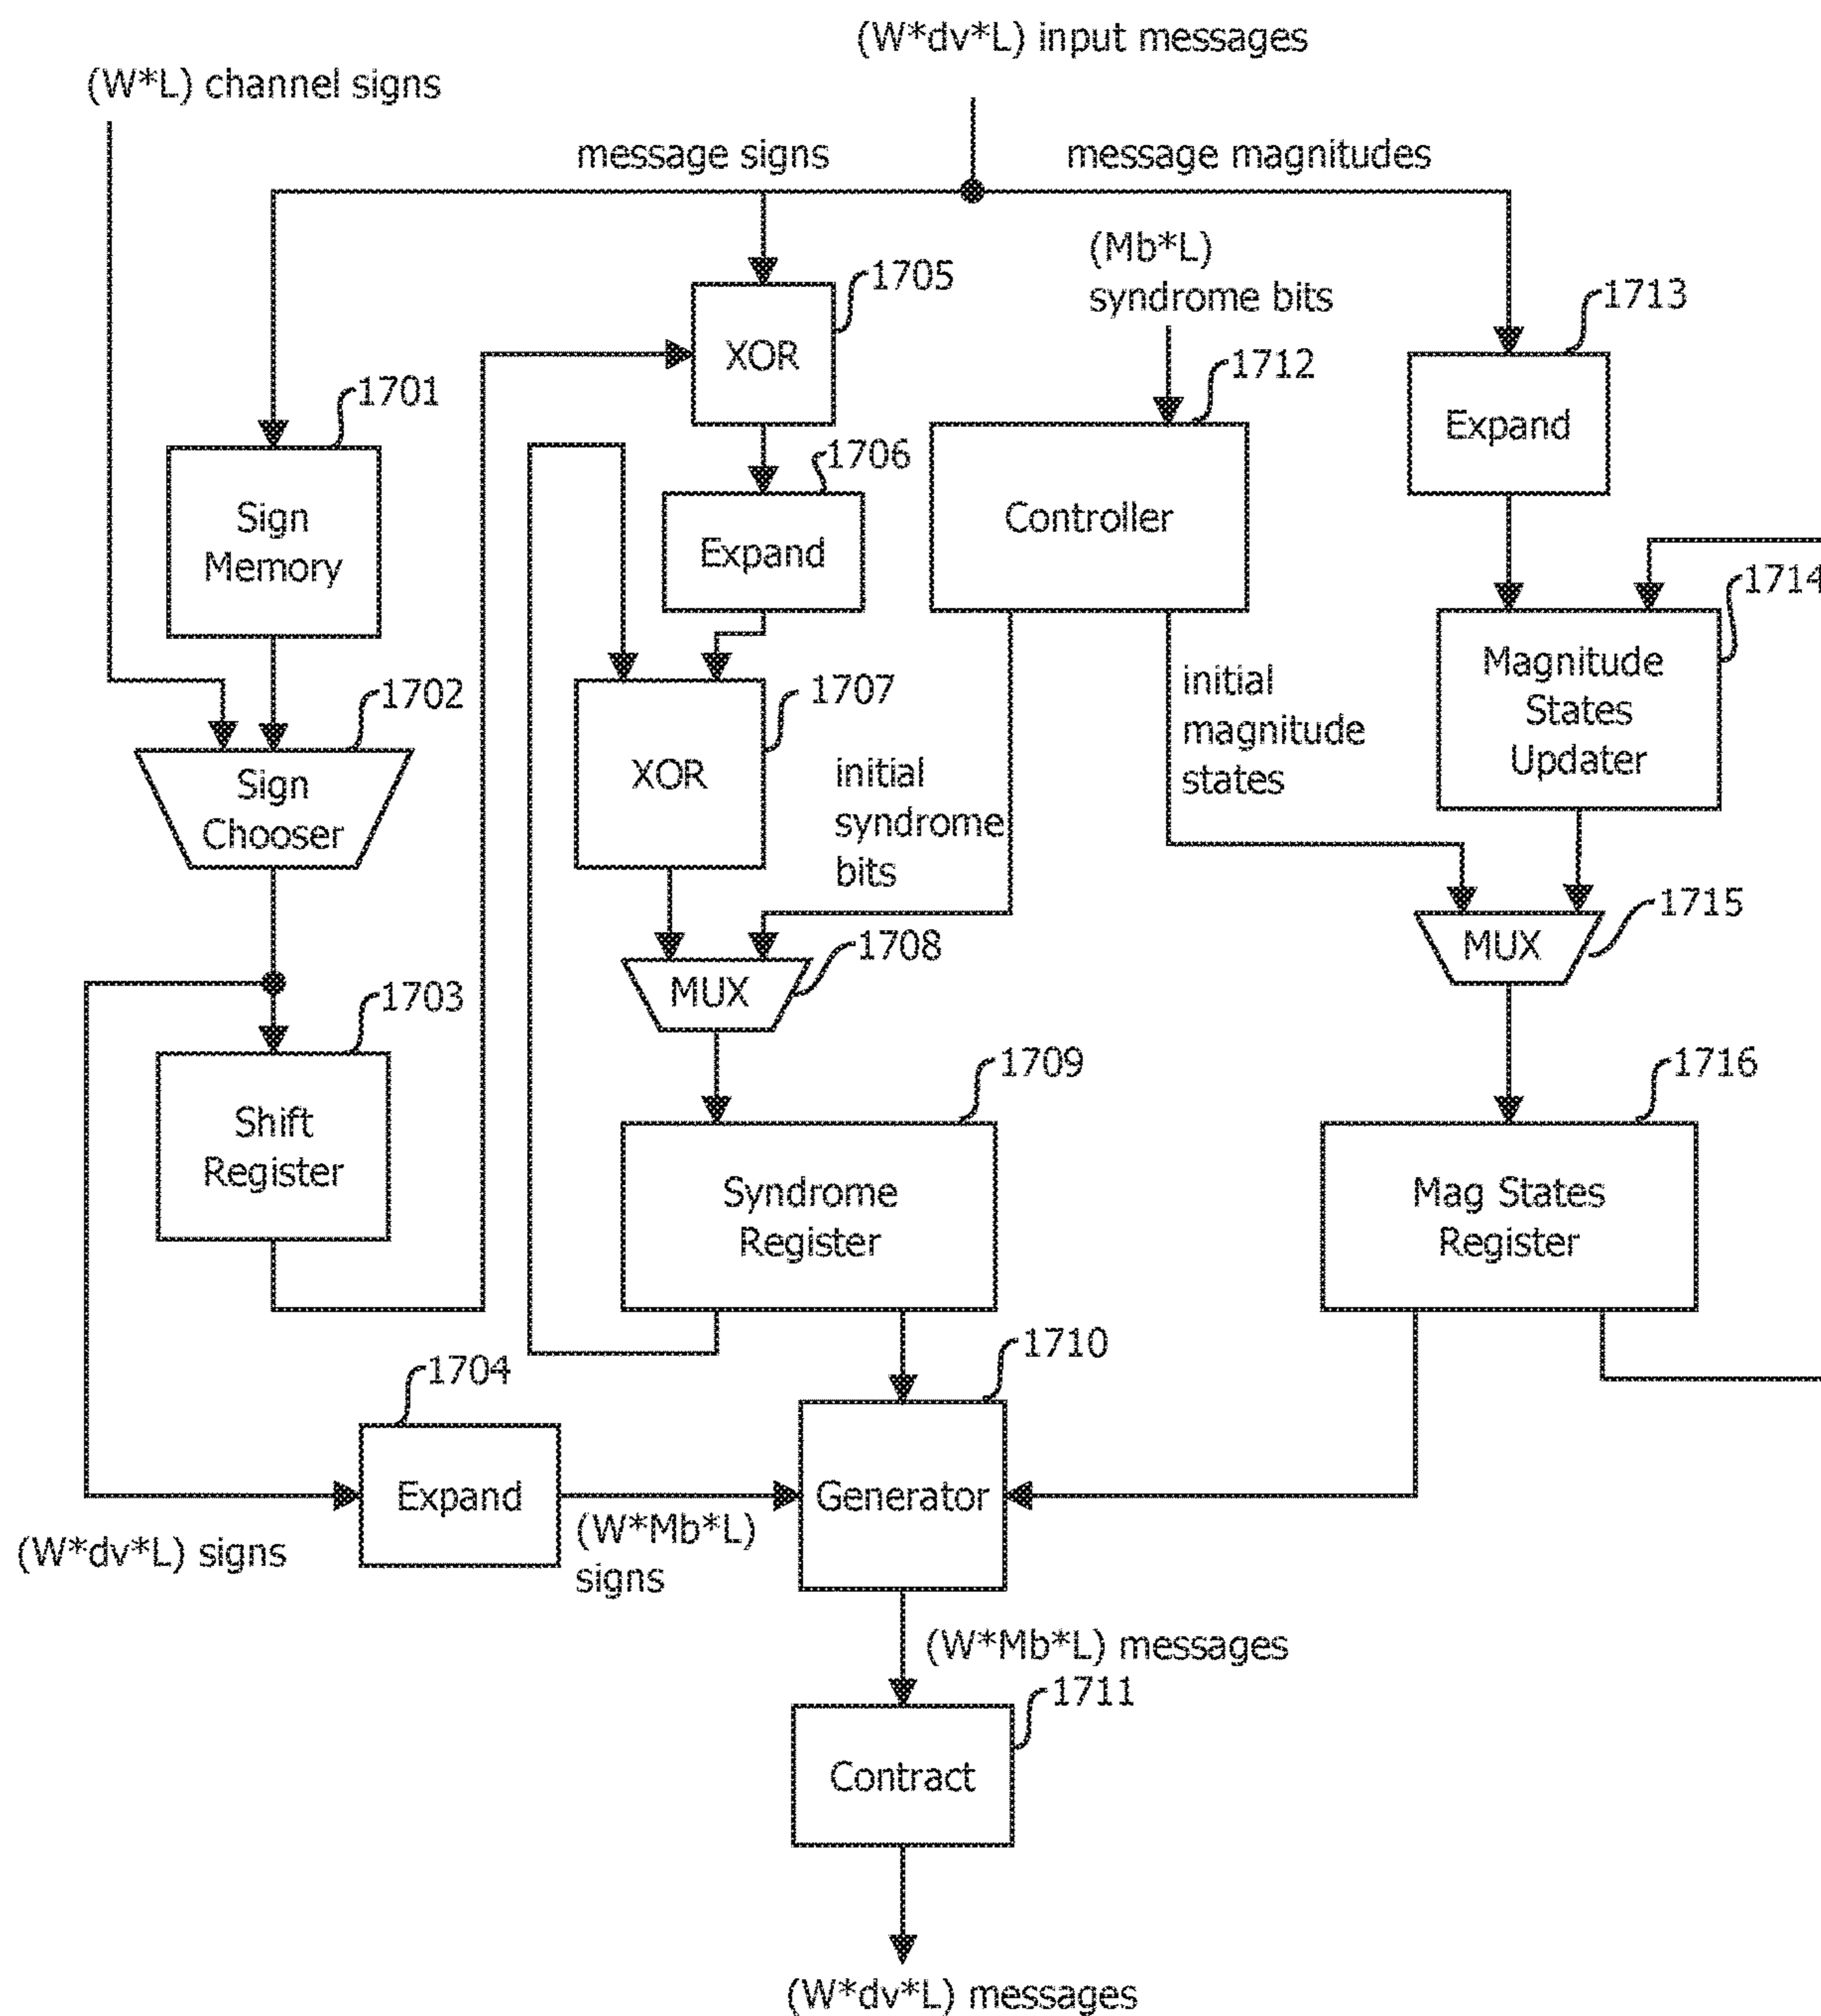 (W*dv*L) input messages
(W*L) channel signs
message signs
message magnitudes
(Mb*L)
syndrome bits
1705
XOR
1713
Expand
1712
Controller
1701
Sign
Memory
1706
Expand
1714
Magnitude
States
Updater
1702
Sign
Chooser
1707
XOR
initial
syndrome
bits
initial
magnitude
states
1715
MUX
1708
MUX
1703
Shift
Register
1709
Syndrome
Register
1716
Mag States
Register
1704
Expand
1710
Generator
(W*dv*L) signs
(W*Mb*L)
signs
(W*Mb*L) messages
1711
Contract
(W*dv*L) messages